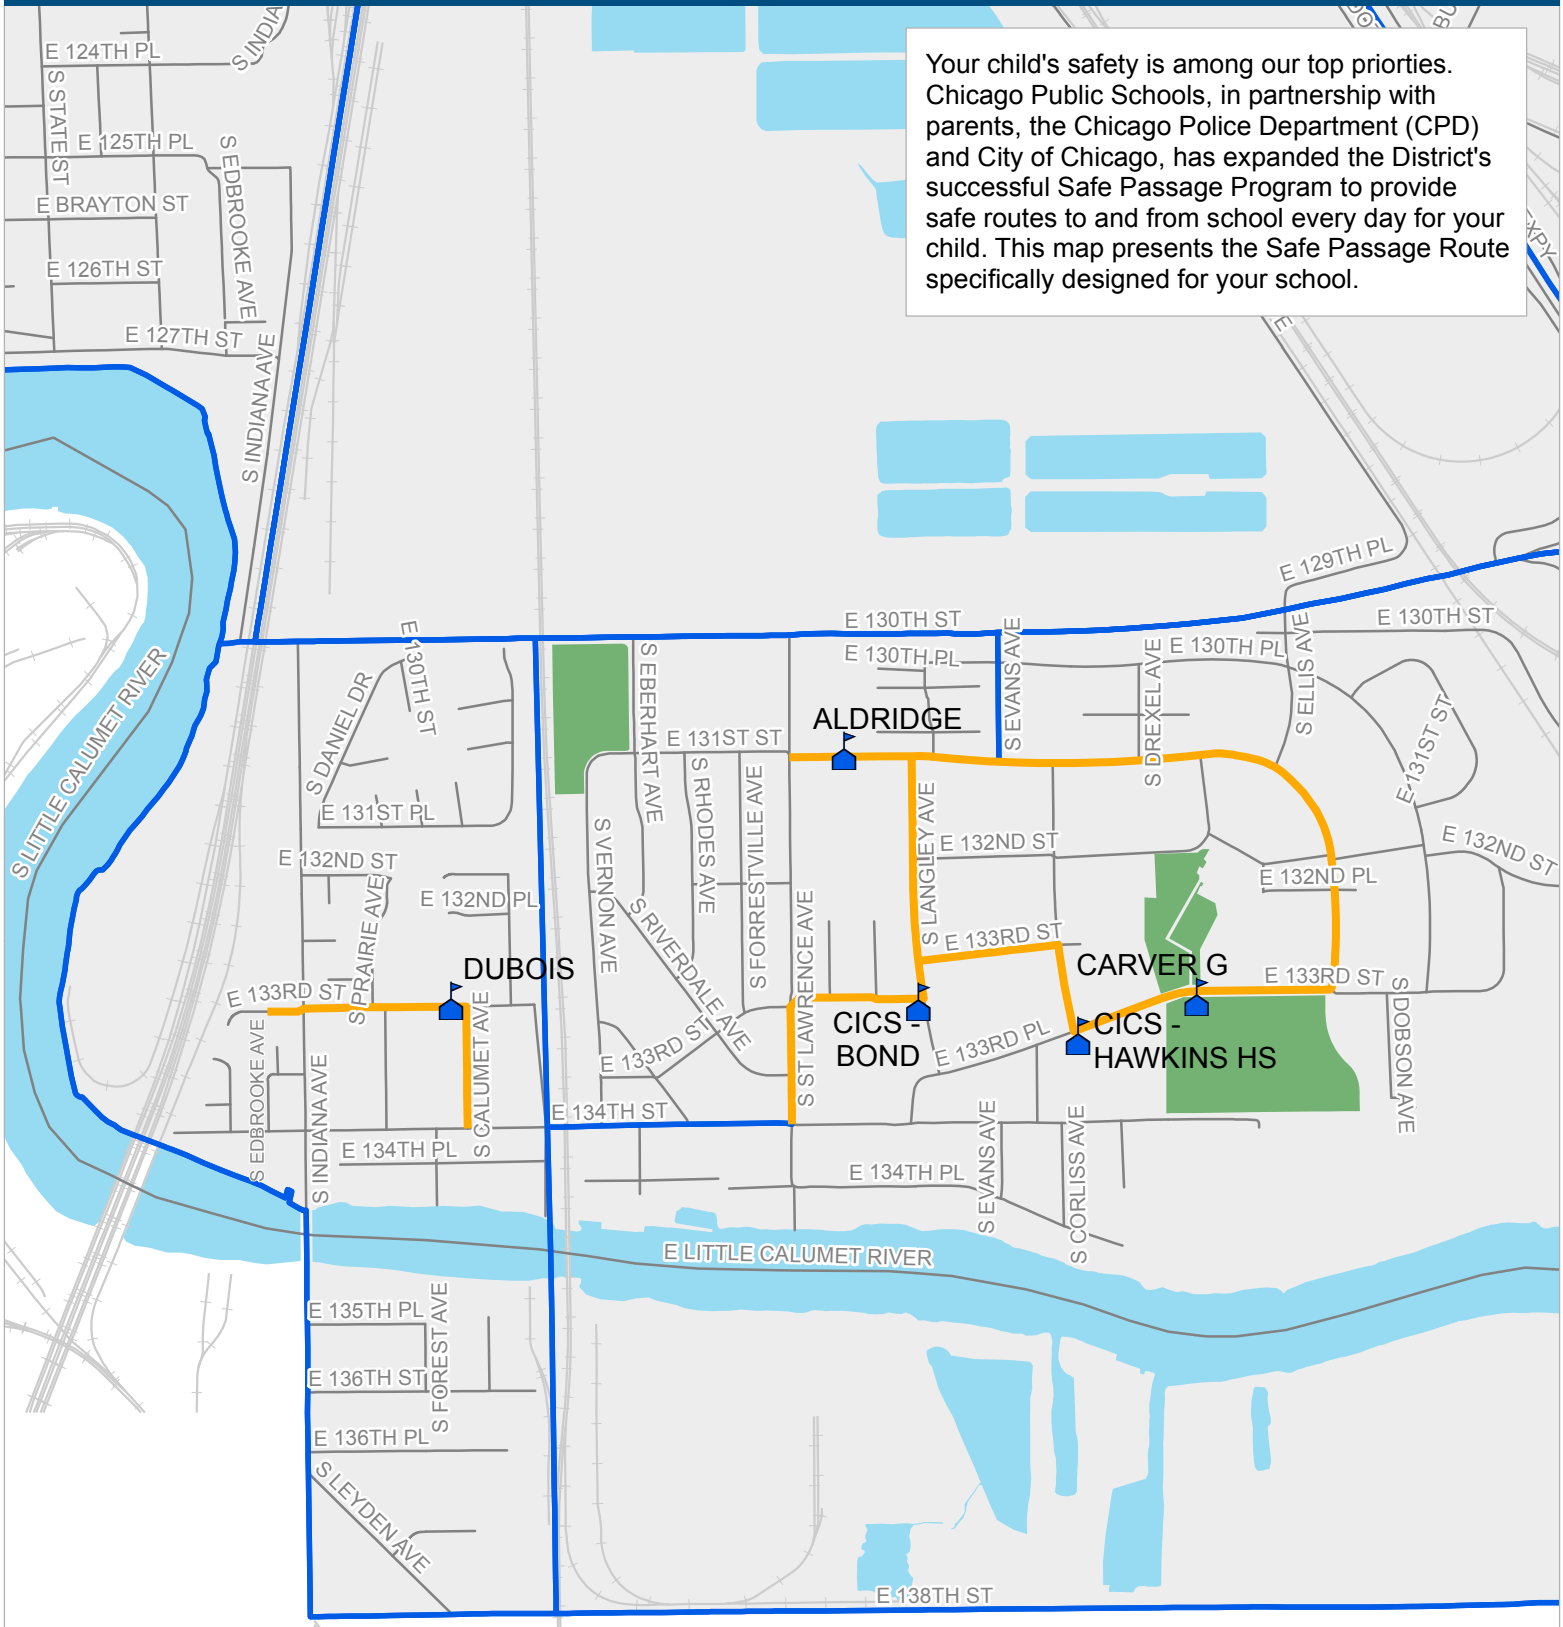 Your child's safety is among our top priorties.
Chicago Public Schools, in partnership with
parents, the Chicago Police Department (CPD)
and City of Chicago, has expanded the District's
successful Safe Passage Program to provide
safe routes to and from school every day for your
child. This map presents the Safe Passage Route
specifically designed for your school.
E 124TH PL
S INDIA
S STATE ST
E 125TH PL
S EDBROOKE AVE
E BRAYTON ST
E 126TH ST
E 127TH ST
S INDIANA AVE
EXPY
E 129TH PL
E 130TH ST
E 130TH ST
E 130TH ST
E 130TH PL
E 130TH PL
S EVANS AVE
S DREXEL AVE
S ELLIS AVE
S LITTLE CALUMET RIVER
S DANIEL DR
S EBERHART AVE
ALDRIDGE
E 131ST ST
E 131ST ST
S RHODES AVE
S FORRESTVILLE AVE
E 131ST PL
S VERNON AVE
S LANGLEY AVE
E 132ND ST
E 132ND ST
E 132ND ST
E 132ND PL
E 132ND PL
S PRAIRIE AVE
S RIVERDALE AVE
S ST LAWRENCE AVE
E 133RD ST
DUBOIS
CARVER G
E 133RD ST
E 133RD ST
S DOBSON AVE
S CALUMET AVE
CICS -
BOND
CICS -
HAWKINS HS
E 133RD ST
E 133RD PL
S EDBROOKE AVE
S INDIANA AVE
E 134TH ST
E 134TH PL
E 134TH PL
S EVANS AVE
S CORLISS AVE
E LITTLE CALUMET RIVER
E 135TH PL
S FOREST AVE
E 136TH ST
E 136TH PL
S LEYDEN AVE
E 138TH ST